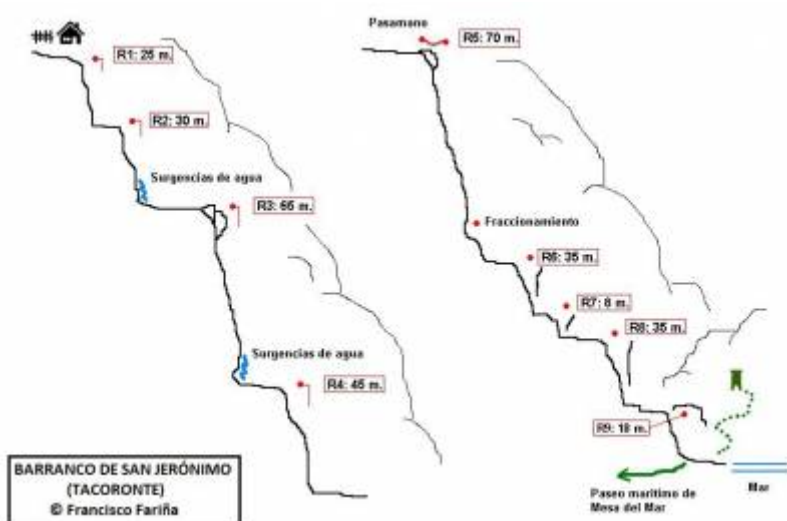 R1: 25 m.
R2: 30 m.
Surgencias de agua
R3: 65 m.
Surgencias de agua
R4: 45 m.
BARRANCO DE SAN JERÓNIMO
(TACORONTE)
© Francisco Fariña
Pasamano
R5: 70 m.
Fraccionamiento
R6: 35 m.
R7: 8 m.
R8: 35 m.
R9: 18 m.
Paseo marítimo de
Mesa del Mar
Mar